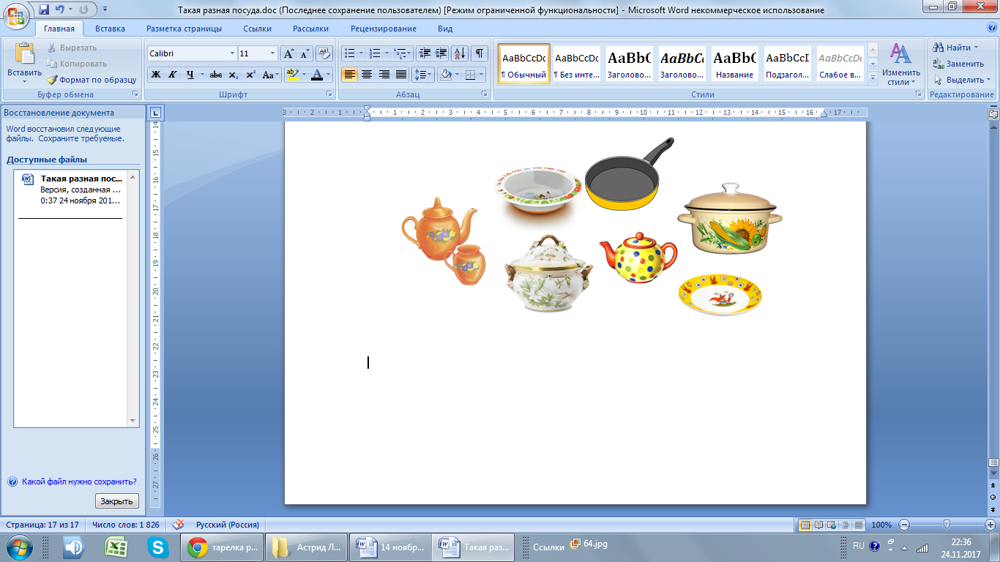 Такая разная посуда.doc (Последнее сохранение пользователем) [Режим ограниченной функциональности] - Microsoft Word некоммерческое использование
Главная Вставка Разметка страницы Ссылки Рассылки Рецензирование Вид
Вставить
Вырезать
Копировать
Формат по образцу
Буфер обмена
Calibri 11
Ж К Ч abc x₂ x² Aa ab A
Шрифт
Абзац
AaBbCcDc AaBbCcDc AaBbC AaBbCc AaBbC AaBbCcI AaBbCcDc
¶ Обычный ¶ Без инте... Заголово... Заголово... Название Подзагол... Слабое в...
Изменить стили
Стили
Найти
Заменить
Выделить
Редактирование
Восстановление документа
Word восстановил следующие
файлы. Сохраните требуемые.
Доступные файлы
Такая разная пос...
Версия, созданная ...
0:37 24 ноября 201...
Какой файл нужно сохранить?
Закрыть
3 2 1 1 2 3 4 5 6 7 8 9 10 11 12 13 14 15 16 17
14 15 16 17 18 19 20 21 22 23 24 25 26 27
Страница: 17 из 17 Число слов: 1 826 Русский (Россия) 100%
тарелка р... Астрид Л... 14 ноябр... Такая раз... Ссылки 64.jpg RU 22:36
24.11.2017